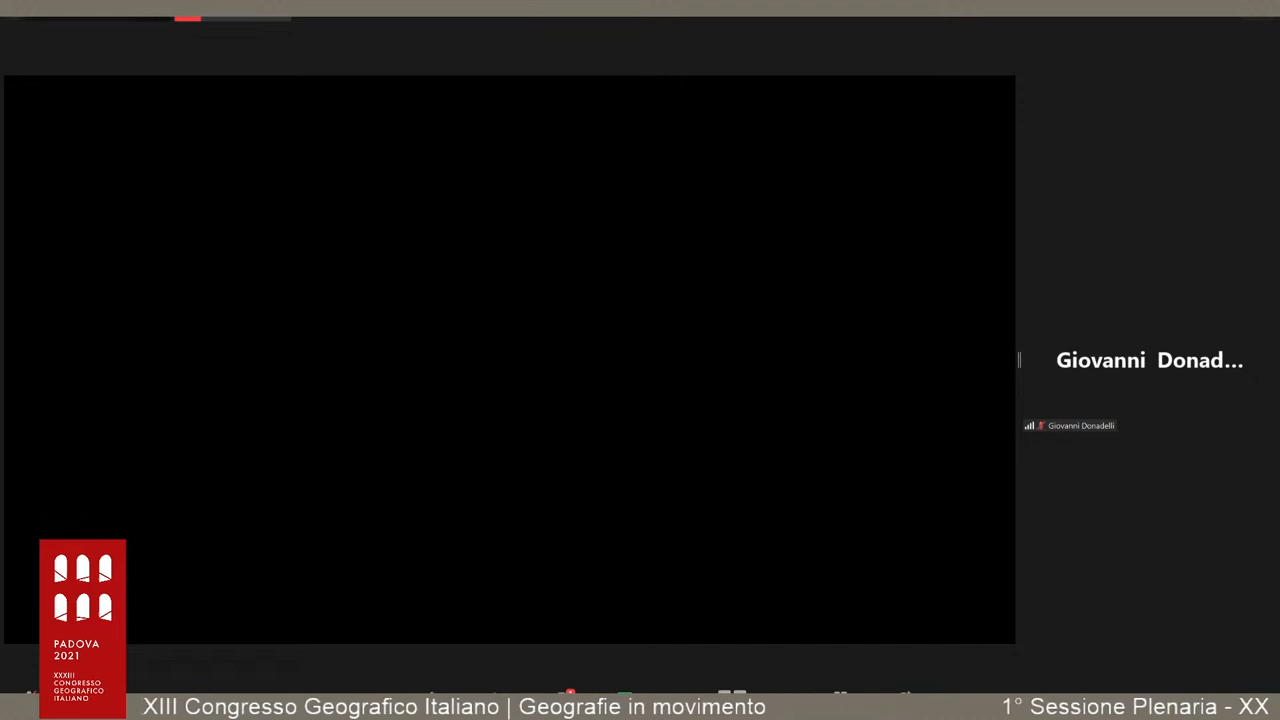 Giovanni Donad...
Giovanni Donadelli
PADOVA
2021
XXXIII
CONGRESSO
GEOGRAFICO
ITALIANO
XIII Congresso Geografico Italiano | Geografie in movimento
1° Sessione Plenaria - XX